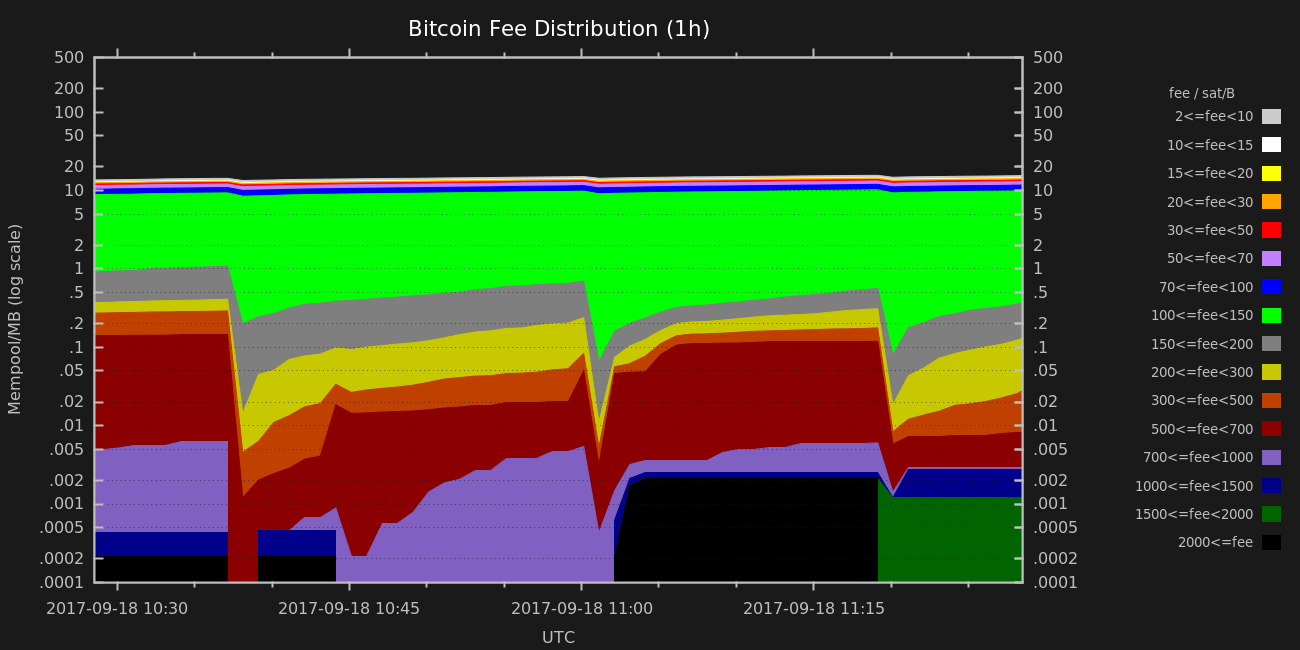 Bitcoin Fee Distribution (1h)
500 500
200 200
100 100
50 50
20 20
10 10
5 5
2 2
1 1
.5 .5
.2 .2
.1 .1
.05 .05
.02 .02
.01 .01
.005 .005
.002 .002
.001 .001
.0005 .0005
.0002 .0002
.0001 .0001
Mempool/MB (log scale)
2017-09-18 10:30 2017-09-18 10:45 2017-09-18 11:00 2017-09-18 11:15
UTC
fee / sat/B
2<=fee<10
10<=fee<15
15<=fee<20
20<=fee<30
30<=fee<50
50<=fee<70
70<=fee<100
100<=fee<150
150<=fee<200
200<=fee<300
300<=fee<500
500<=fee<700
700<=fee<1000
1000<=fee<1500
1500<=fee<2000
2000<=fee